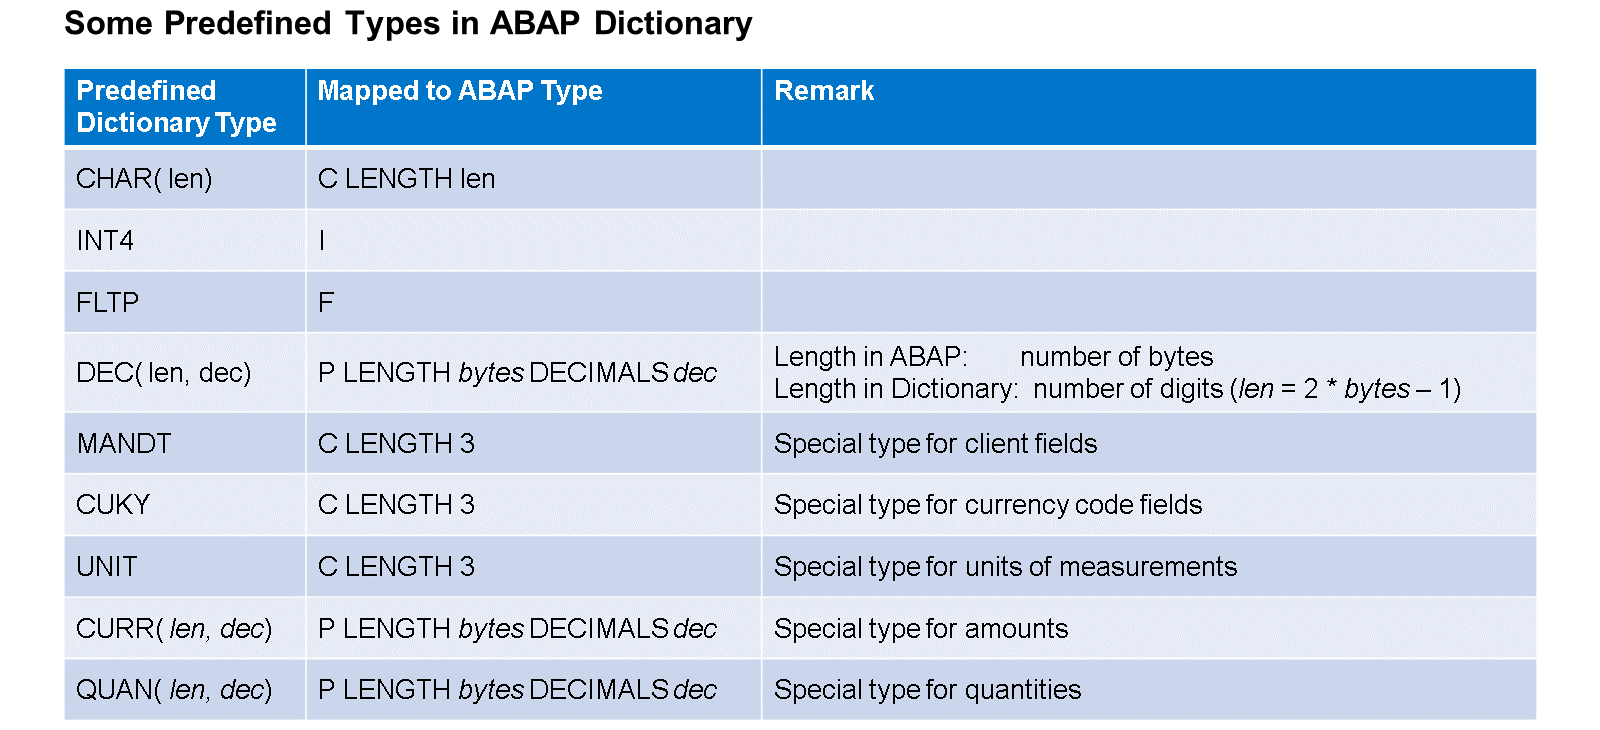 Some Predefined Types in ABAP Dictionary
Predefined Dictionary Type Mapped to ABAP Type Remark
CHAR( len) C LENGTH len
INT4 I
FLTP F
DEC( len, dec) P LENGTH bytes DECIMALS dec Length in ABAP: number of bytes
Length in Dictionary: number of digits (len = 2 * bytes – 1)
MANDT C LENGTH 3 Special type for client fields
CUKY C LENGTH 3 Special type for currency code fields
UNIT C LENGTH 3 Special type for units of measurements
CURR( len, dec) P LENGTH bytes DECIMALS dec Special type for amounts
QUAN( len, dec) P LENGTH bytes DECIMALS dec Special type for quantities